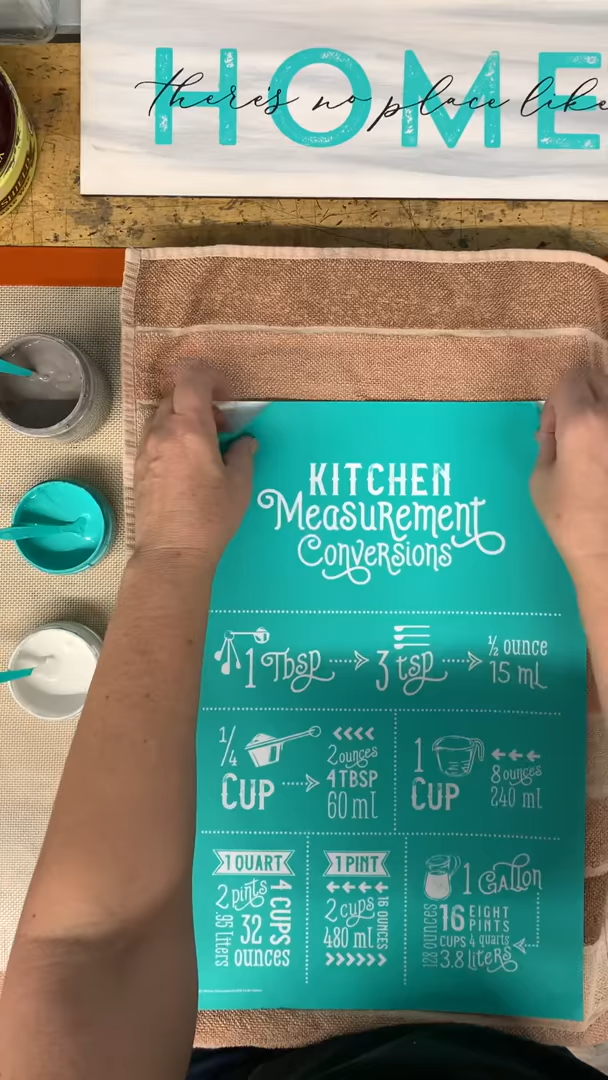 HOME
there's no place like
KITCHEN
Measurement
Conversions
1 Tbsp
3 tsp
½ ounce
15 ml
¼
CUP
2 ounces
4 TBSP
60 ml
1
CUP
8 ounces
240 ml
1 QUART
2 pints
.95 Liters
32
ounces
4 CUPS
1 PINT
2 cups
480 ml
16 OUNCES
1 Gallon
128 ounces
16
CUPS
EIGHT
PINTS
4 quarts
3.8 Liters